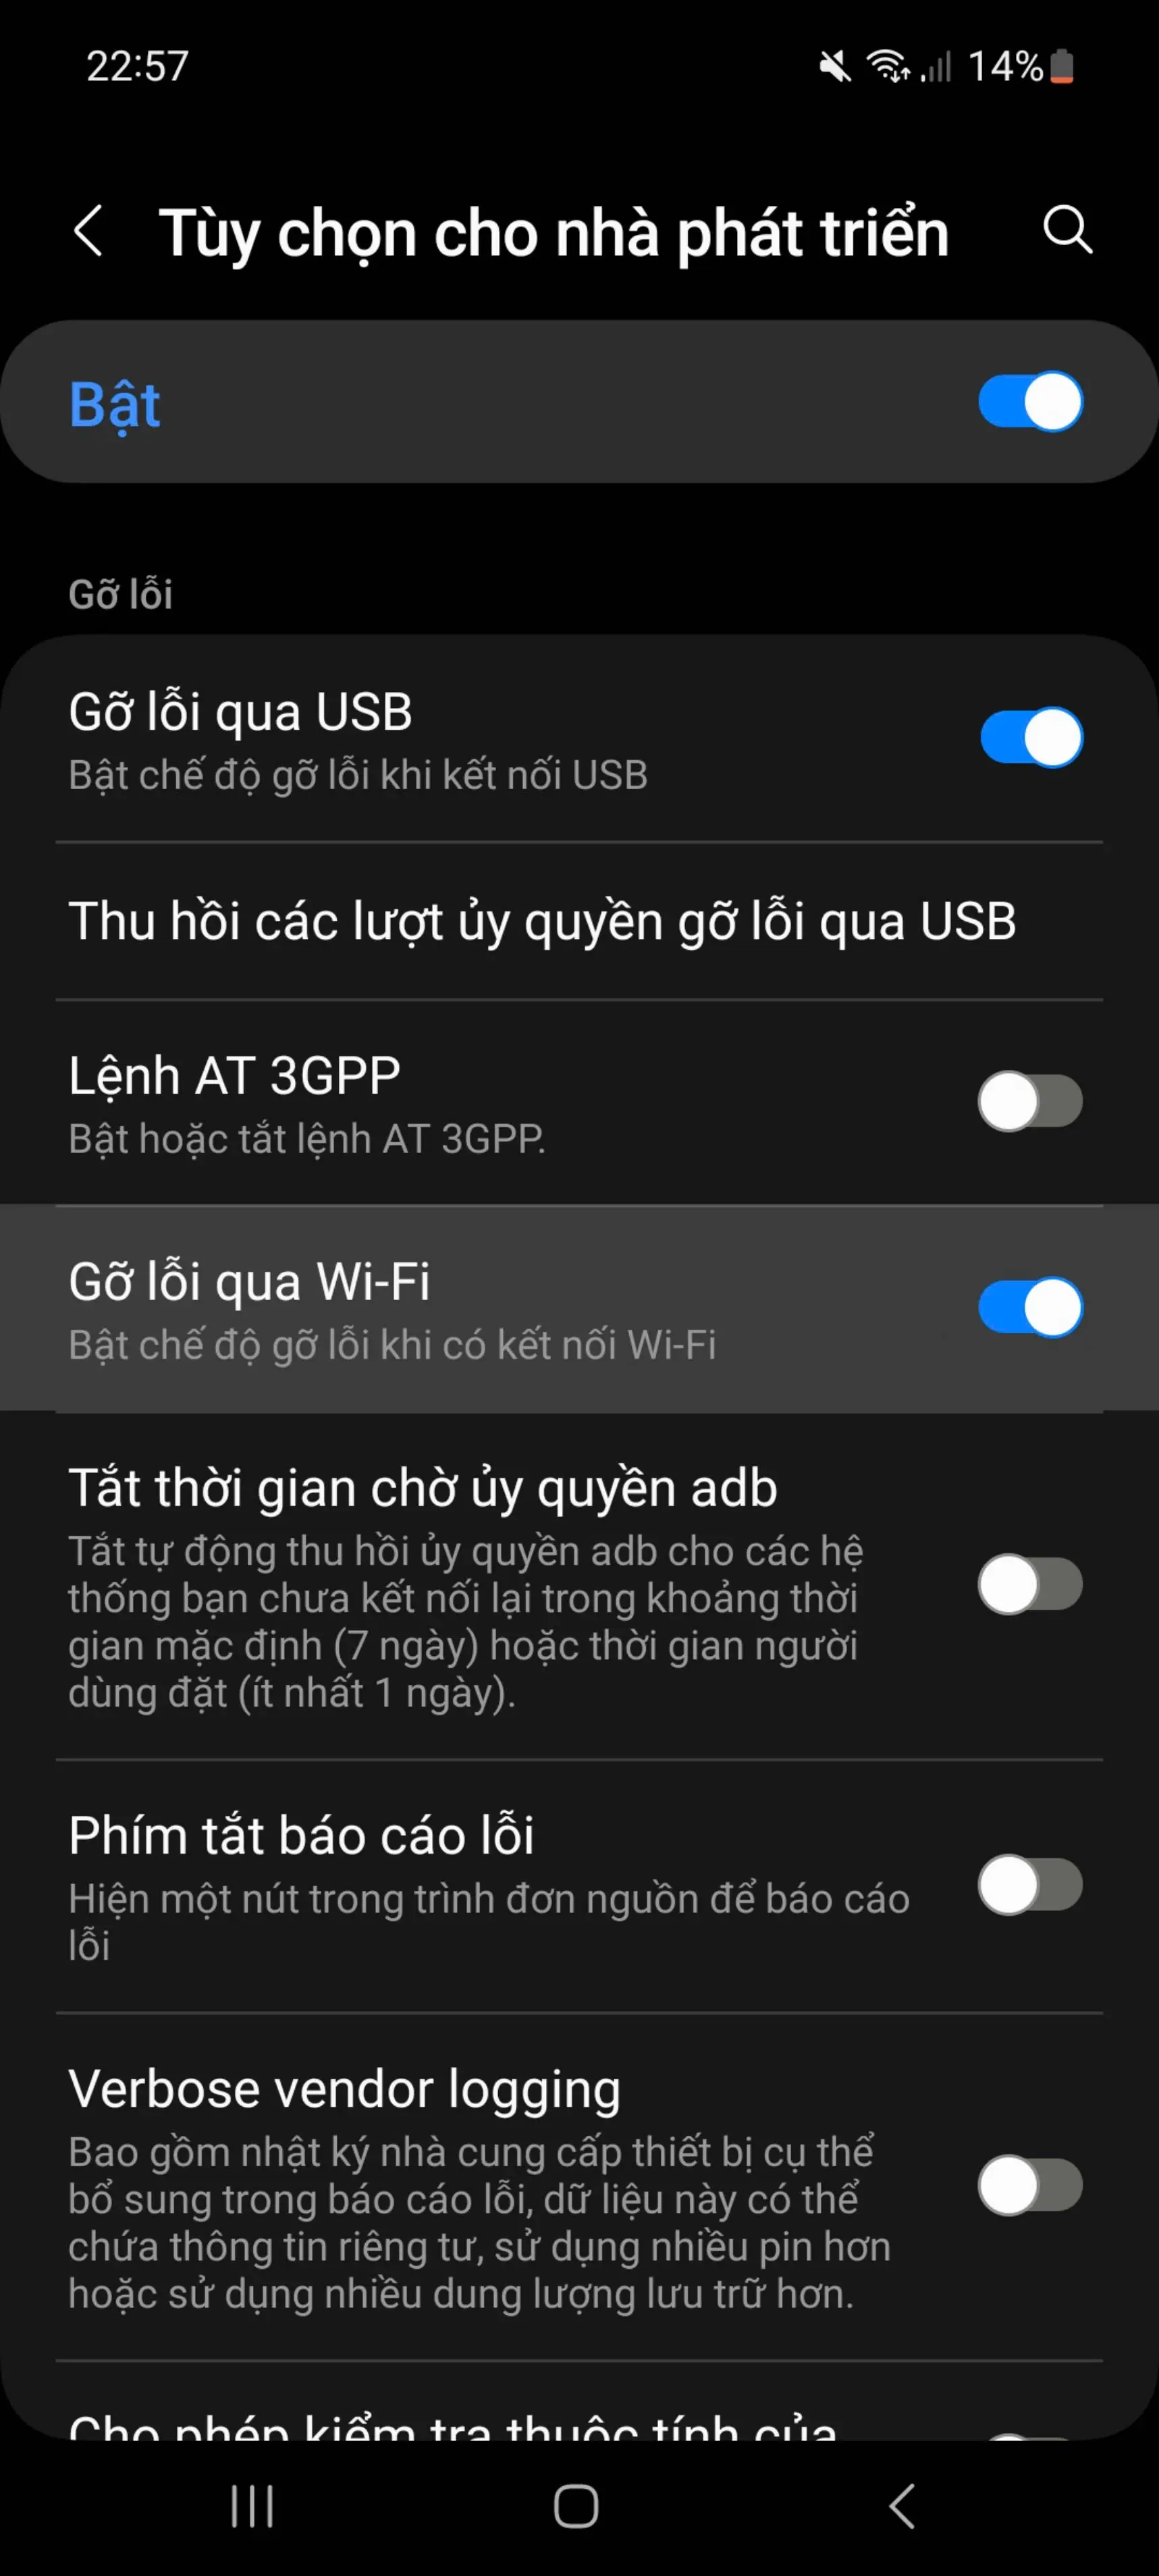 22:57
14%
Tùy chọn cho nhà phát triển
Bật
Gỡ lỗi
Gỡ lỗi qua USB
Bật chế độ gỡ lỗi khi kết nối USB
Thu hồi các lượt ủy quyền gỡ lỗi qua USB
Lệnh AT 3GPP
Bật hoặc tắt lệnh AT 3GPP.
Gỡ lỗi qua Wi-Fi
Bật chế độ gỡ lỗi khi có kết nối Wi-Fi
Tắt thời gian chờ ủy quyền adb
Tắt tự động thu hồi ủy quyền adb cho các hệ
thống bạn chưa kết nối lại trong khoảng thời
gian mặc định (7 ngày) hoặc thời gian người
dùng đặt (ít nhất 1 ngày).
Phím tắt báo cáo lỗi
Hiện một nút trong trình đơn nguồn để báo cáo
lỗi
Verbose vendor logging
Bao gồm nhật ký nhà cung cấp thiết bị cụ thể
bổ sung trong báo cáo lỗi, dữ liệu này có thể
chứa thông tin riêng tư, sử dụng nhiều pin hơn
hoặc sử dụng nhiều dung lượng lưu trữ hơn.
Cho phép kiểm tra thuộc tính của